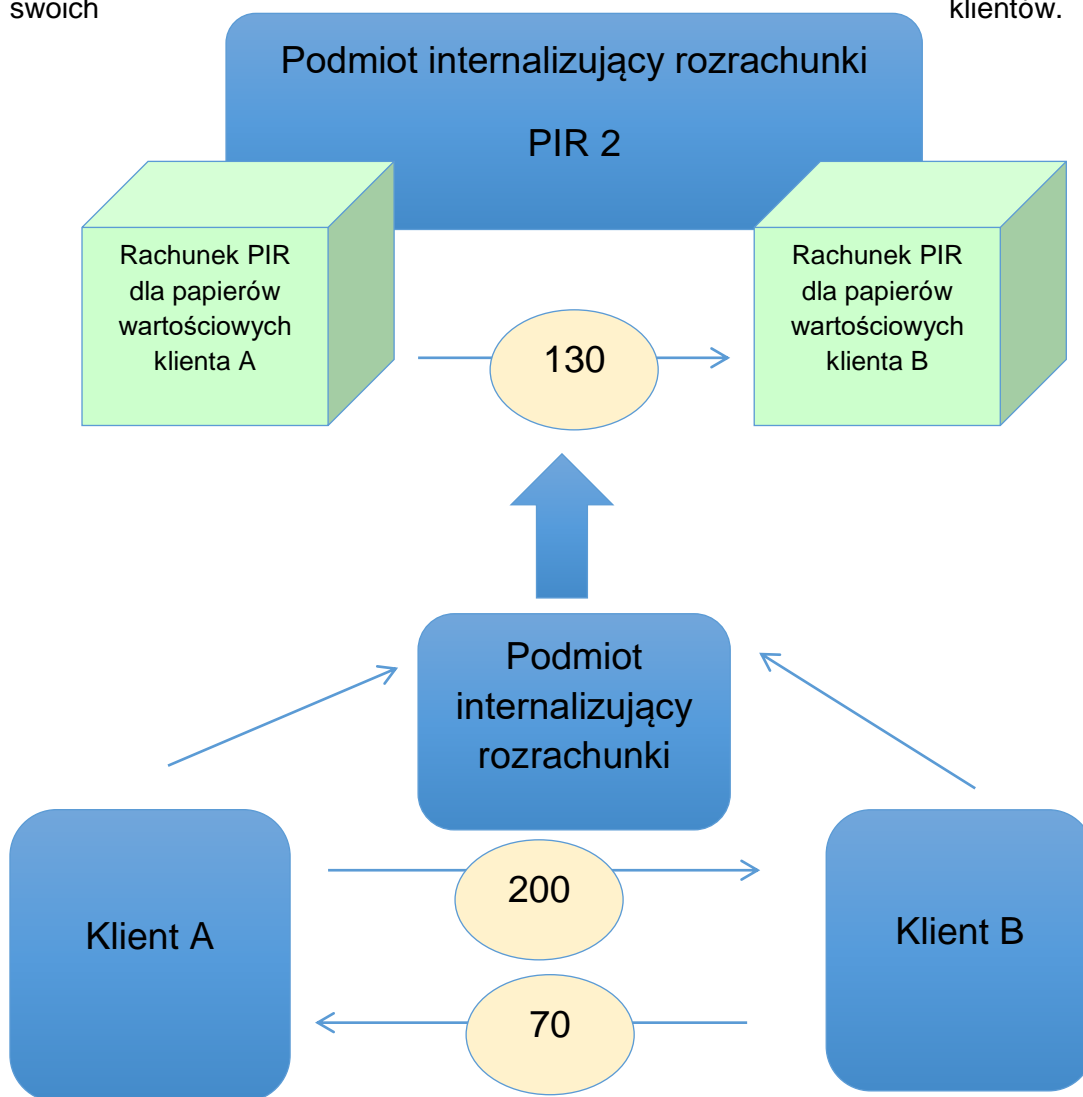 swoich klientów.
Podmiot internalizujący rozrachunki
PIR 2
Rachunek PIR
dla papierów
wartościowych
klienta A
Rachunek PIR
dla papierów
wartościowych
klienta B
130
Podmiot
internalizujący
rozrachunki
200
Klient A
Klient B
70